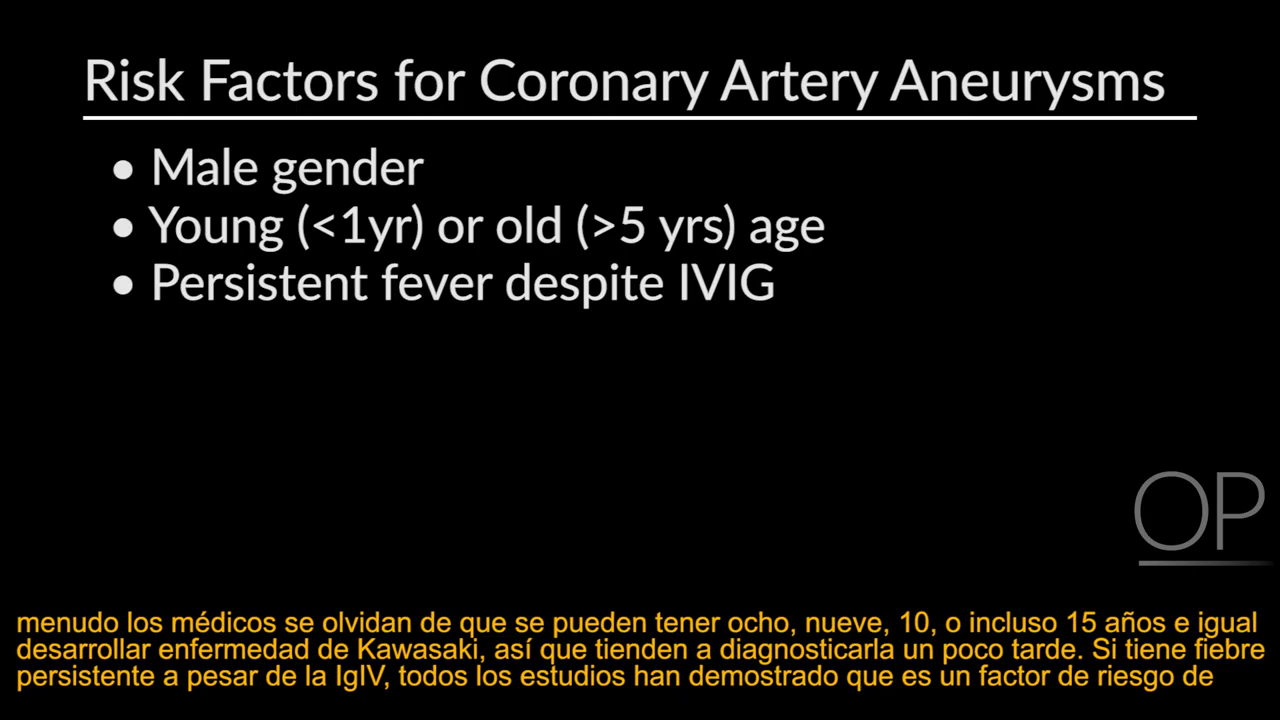 Risk Factors for Coronary Artery Aneurysms
• Male gender
• Young (<1yr) or old (>5 yrs) age
• Persistent fever despite IVIG
OP
menudo los médicos se olvidan de que se pueden tener ocho, nueve, 10, o incluso 15 años e igual
desarrollar enfermedad de Kawasaki, así que tienden a diagnosticarla un poco tarde. Si tiene fiebre
persistente a pesar de la IgIV, todos los estudios han demostrado que es un factor de riesgo de